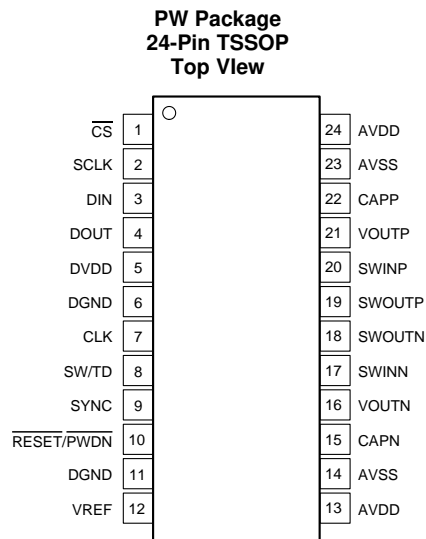 PW Package
24-Pin TSSOP
Top VIew
CS 1 24 AVDD
SCLK 2 23 AVSS
DIN 3 22 CAPP
DOUT 4 21 VOUTP
DVDD 5 20 SWINP
DGND 6 19 SWOUTP
CLK 7 18 SWOUTN
SW/TD 8 17 SWINN
SYNC 9 16 VOUTN
RESET/PWDN 10 15 CAPN
DGND 11 14 AVSS
VREF 12 13 AVDD